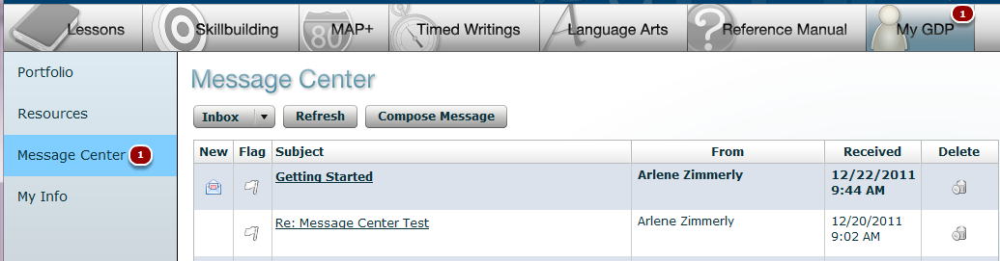 1
Lessons Skillbuilding MAP+ Timed Writings Language Arts Reference Manual My GDP
80
A
?
Portfolio
Resources
Message Center 1
My Info
Message Center
Inbox Refresh Compose Message
New Flag Subject From Received Delete
Getting Started Arlene Zimmerly 12/22/2011
9:44 AM
Re: Message Center Test Arlene Zimmerly 12/20/2011
9:02 AM